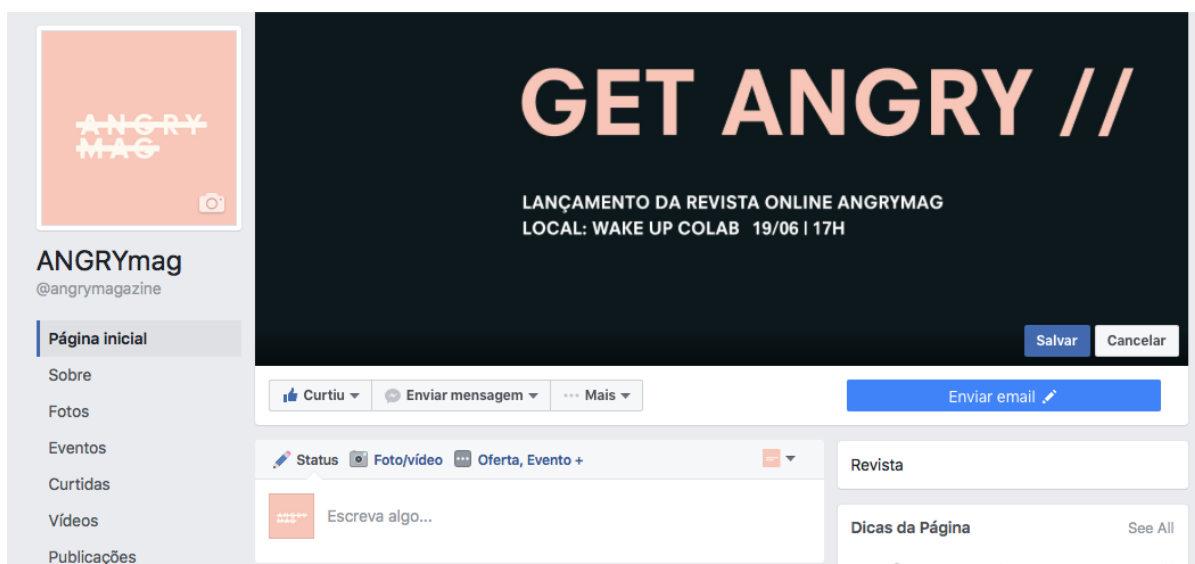 ANGRY
MAG
GET ANGRY //
LANÇAMENTO DA REVISTA ONLINE ANGRYMAG
LOCAL: WAKE UP COLAB 19/06 | 17H
Salvar Cancelar
ANGRYmag
@angrymagazine
Página inicial
Sobre
Fotos
Eventos
Curtidas
Vídeos
Publicações
Curtiu Enviar mensagem ··· Mais
Enviar email
Status Foto/vídeo Oferta, Evento +
ANGRY
MAG
Escreva algo...
Revista
Dicas da Página See All